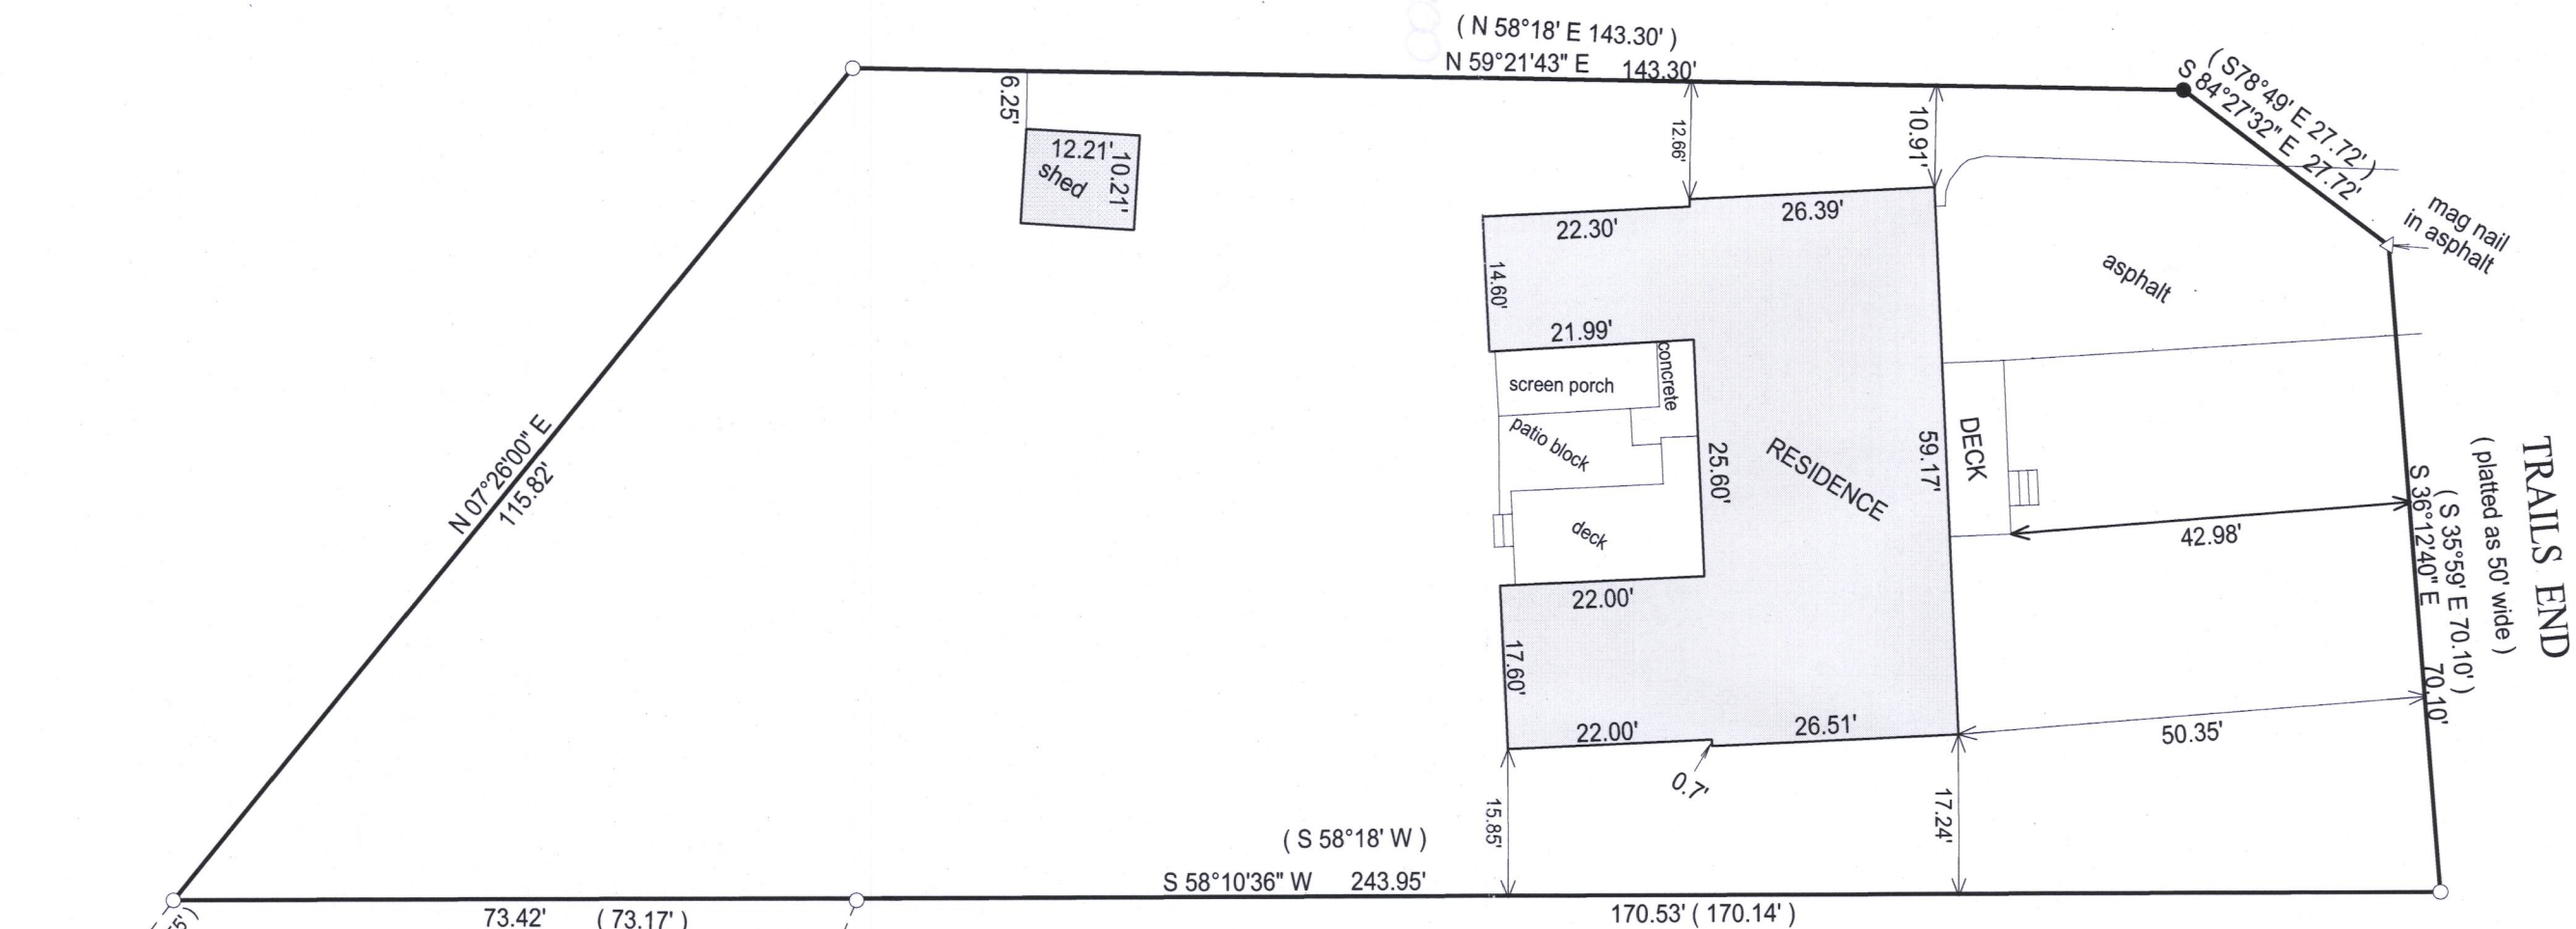 ( N 58°18' E 143.30' )
N 59°21'43" E 143.30'
( S78°49' E 27.72' )
S 84°27'32" E 27.72'
mag nail
in asphalt
6.25'
12.21'
10.21'
shed
12.66'
10.91'
22.30'
26.39'
14.60'
21.99'
asphalt
screen porch
concrete
patio block
25.60'
RESIDENCE
59.17'
DECK
deck
42.98'
22.00'
17.60'
22.00'
26.51'
0.7'
50.35'
15.85'
17.24'
N 07°26'00" E
115.82'
S 36°12'40" E 70.10'
( S 35°59' E 70.10' )
( platted as 50' wide )
TRAILS END
( S 58°18' W )
S 58°10'36" W 243.95'
73.42' ( 73.17' )
170.53' ( 170.14' )
5')